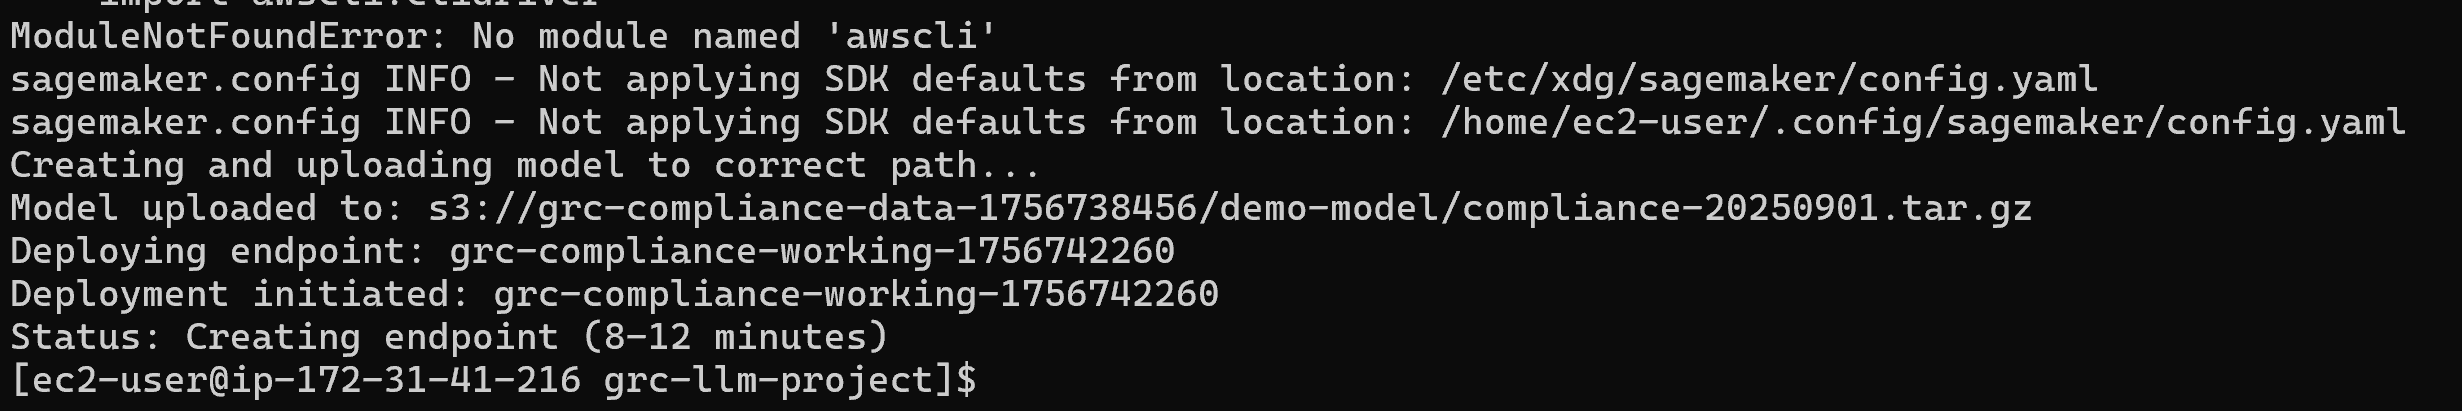 import awscli.clidriver
ModuleNotFoundError: No module named 'awscli'
sagemaker.config INFO - Not applying SDK defaults from location: /etc/xdg/sagemaker/config.yaml
sagemaker.config INFO - Not applying SDK defaults from location: /home/ec2-user/.config/sagemaker/config.yaml
Creating and uploading model to correct path...
Model uploaded to: s3://grc-compliance-data-1756738456/demo-model/compliance-20250901.tar.gz
Deploying endpoint: grc-compliance-working-1756742260
Deployment initiated: grc-compliance-working-1756742260
Status: Creating endpoint (8-12 minutes)
[ec2-user@ip-172-31-41-216 grc-llm-project]$